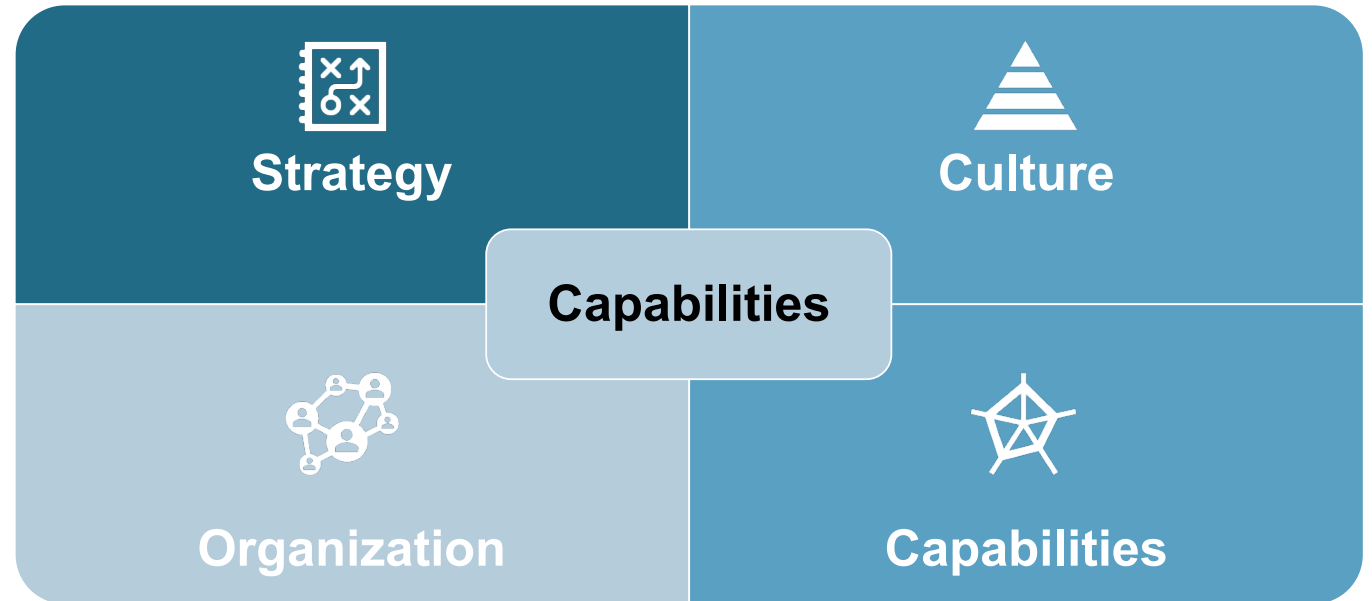 Strategy
Culture
Capabilities
Organization
Capabilities